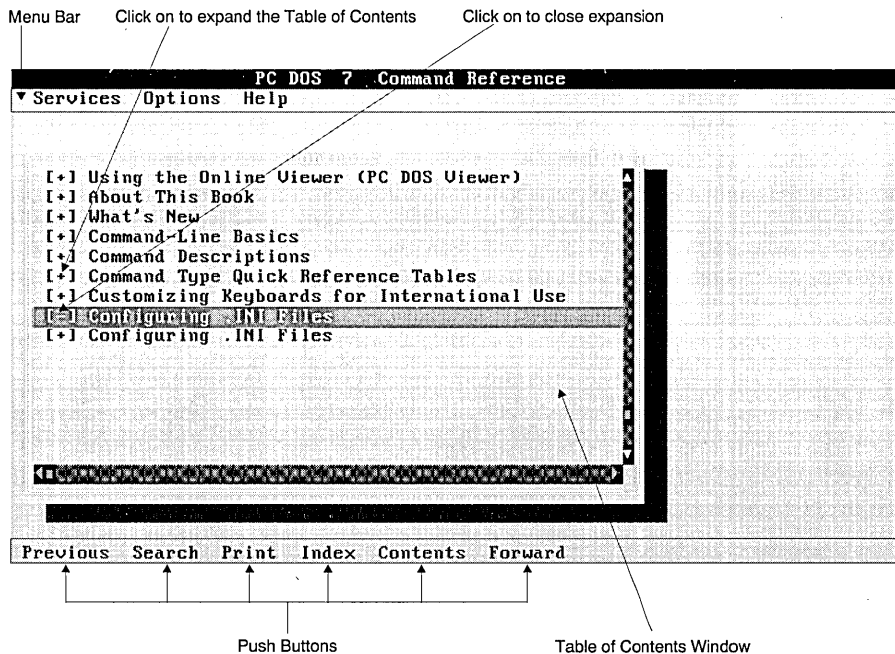 Menu Bar Click on to expand the Table of Contents Click on to close expansion
PC DOS 7 Command Reference
▼ Services Options Help
[+] Using the Online Viewer (PC DOS Viewer)
[+] About This Book
[+] What's New
[+] Command-Line Basics
[+] Command Descriptions
[+] Command Type Quick Reference Tables
[+] Customizing Keyboards for International Use
[-] Configuring .INI Files
[+] Configuring .INI Files
Previous Search Print Index Contents Forward
Push Buttons Table of Contents Window